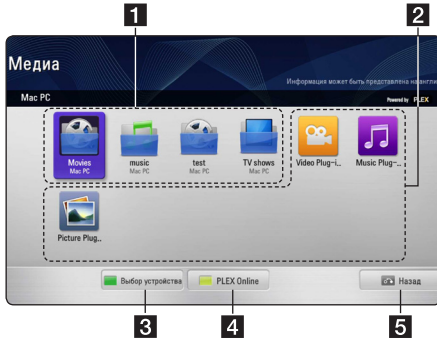 1
2
Медиа
Информация может быть представлена на англи
Mac PC
Powered by PLEX
Movies
Mac PC
music
Mac PC
test
Mac PC
TV shows
Mac PC
Video Plug-i..
Music Plug-..
Picture Plug..
Выбор устройства
PLEX Online
Назад
3
4
5